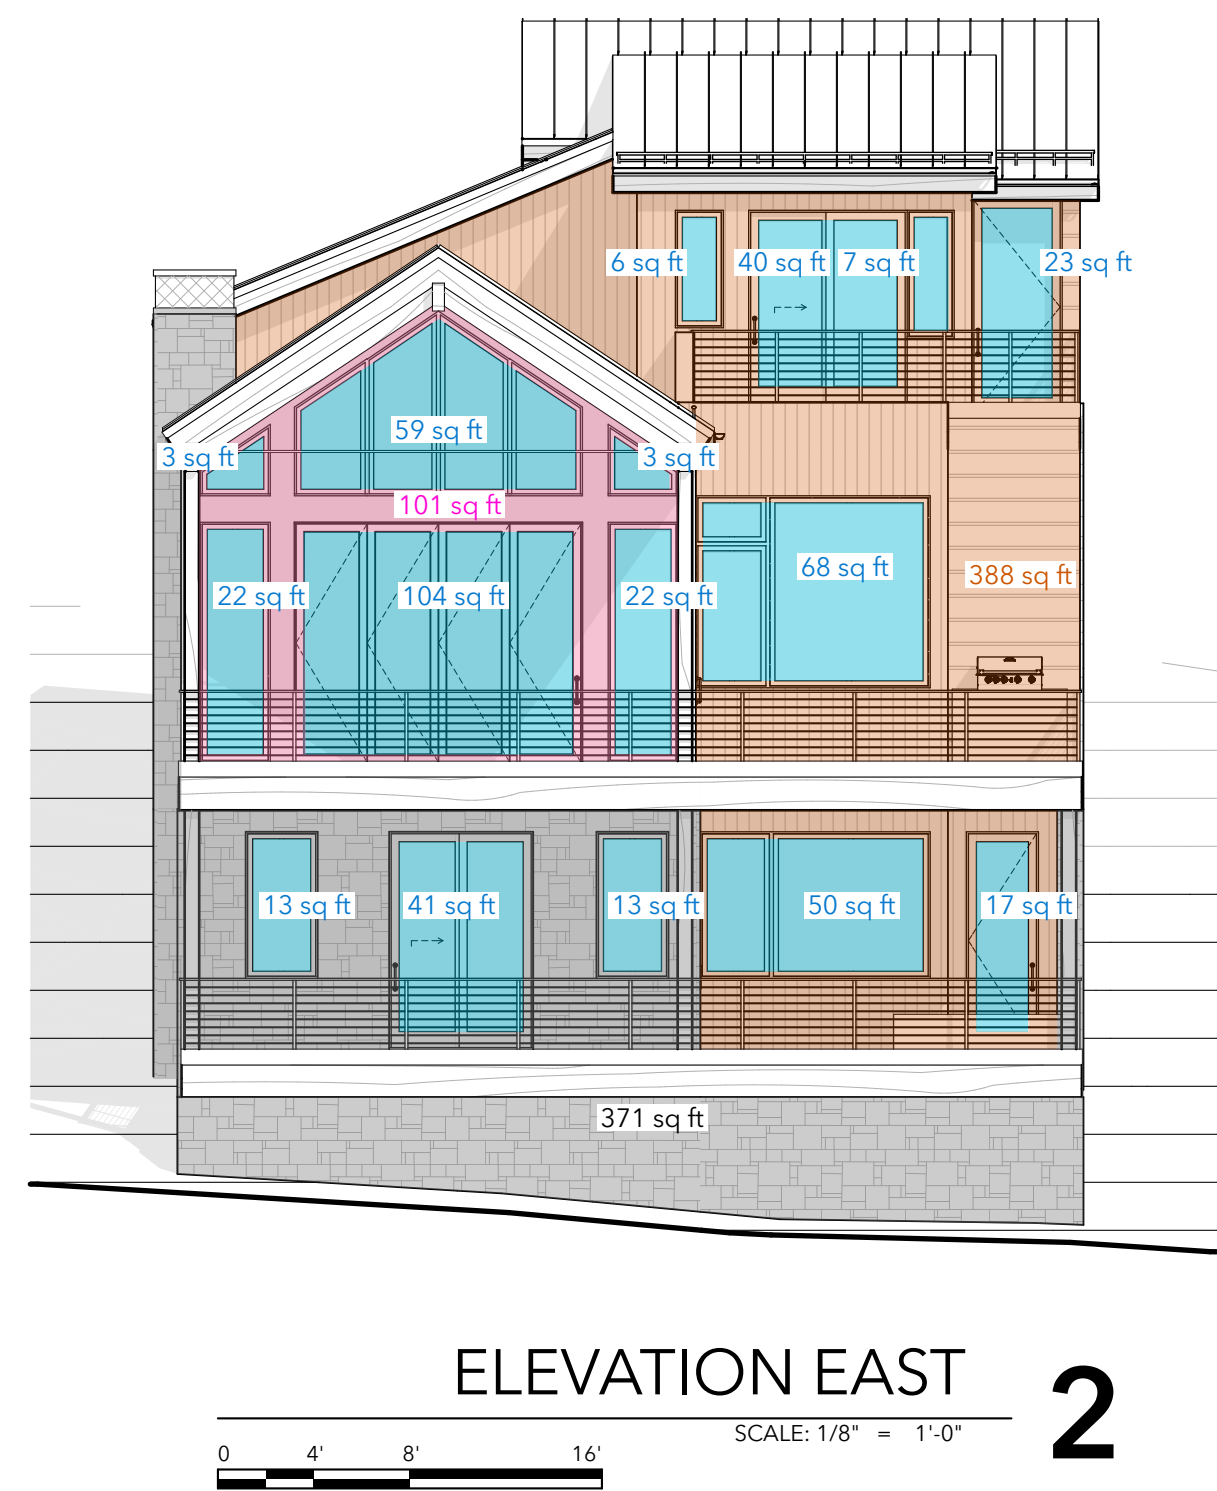 6 sq ft
40 sq ft
7 sq ft
23 sq ft
59 sq ft
3 sq ft
3 sq ft
101 sq ft
22 sq ft
104 sq ft
22 sq ft
68 sq ft
388 sq ft
13 sq ft
41 sq ft
13 sq ft
50 sq ft
17 sq ft
371 sq ft
ELEVATION EAST
2
SCALE: 1/8" = 1'-0"
0 4' 8' 16'